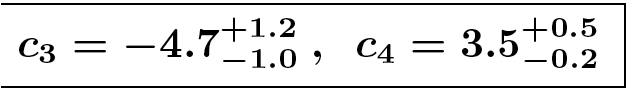 c₃ = −4.7⁺¹·²₋₁.₀ , c₄ = 3.5⁺⁰·⁵₋₀.₂